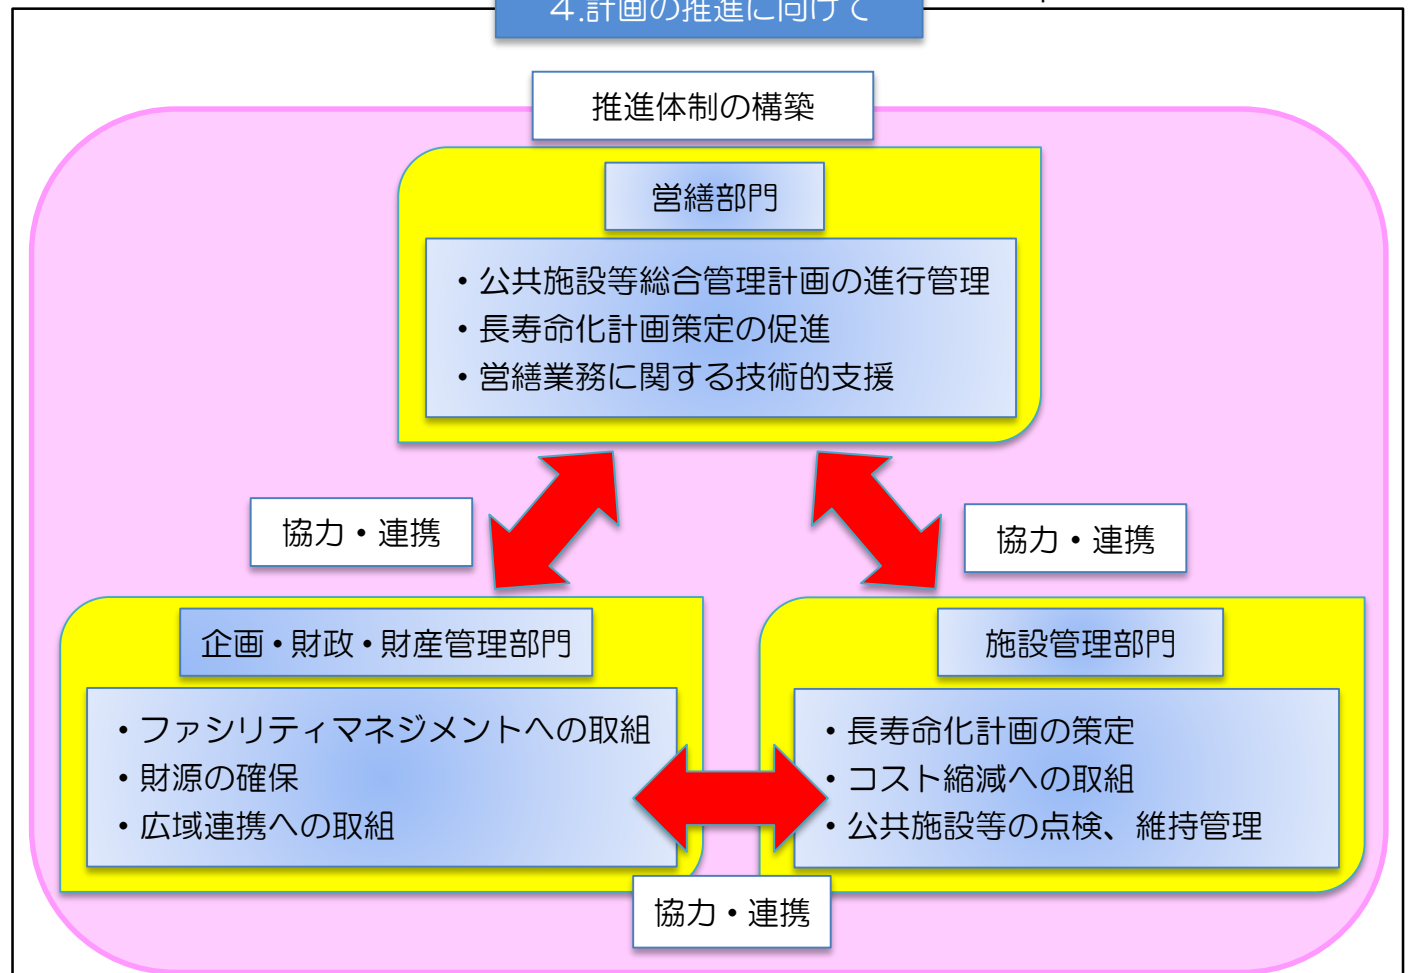 4.計画の推進に向けて
推進体制の構築
営繕部門
・公共施設等総合管理計画の進行管理
・長寿命化計画策定の促進
・営繕業務に関する技術的支援
協力・連携
協力・連携
企画・財政・財産管理部門
・ファシリティマネジメントへの取組
・財源の確保
・広域連携への取組
施設管理部門
・長寿命化計画の策定
・コスト縮減への取組
・公共施設等の点検、維持管理
協力・連携